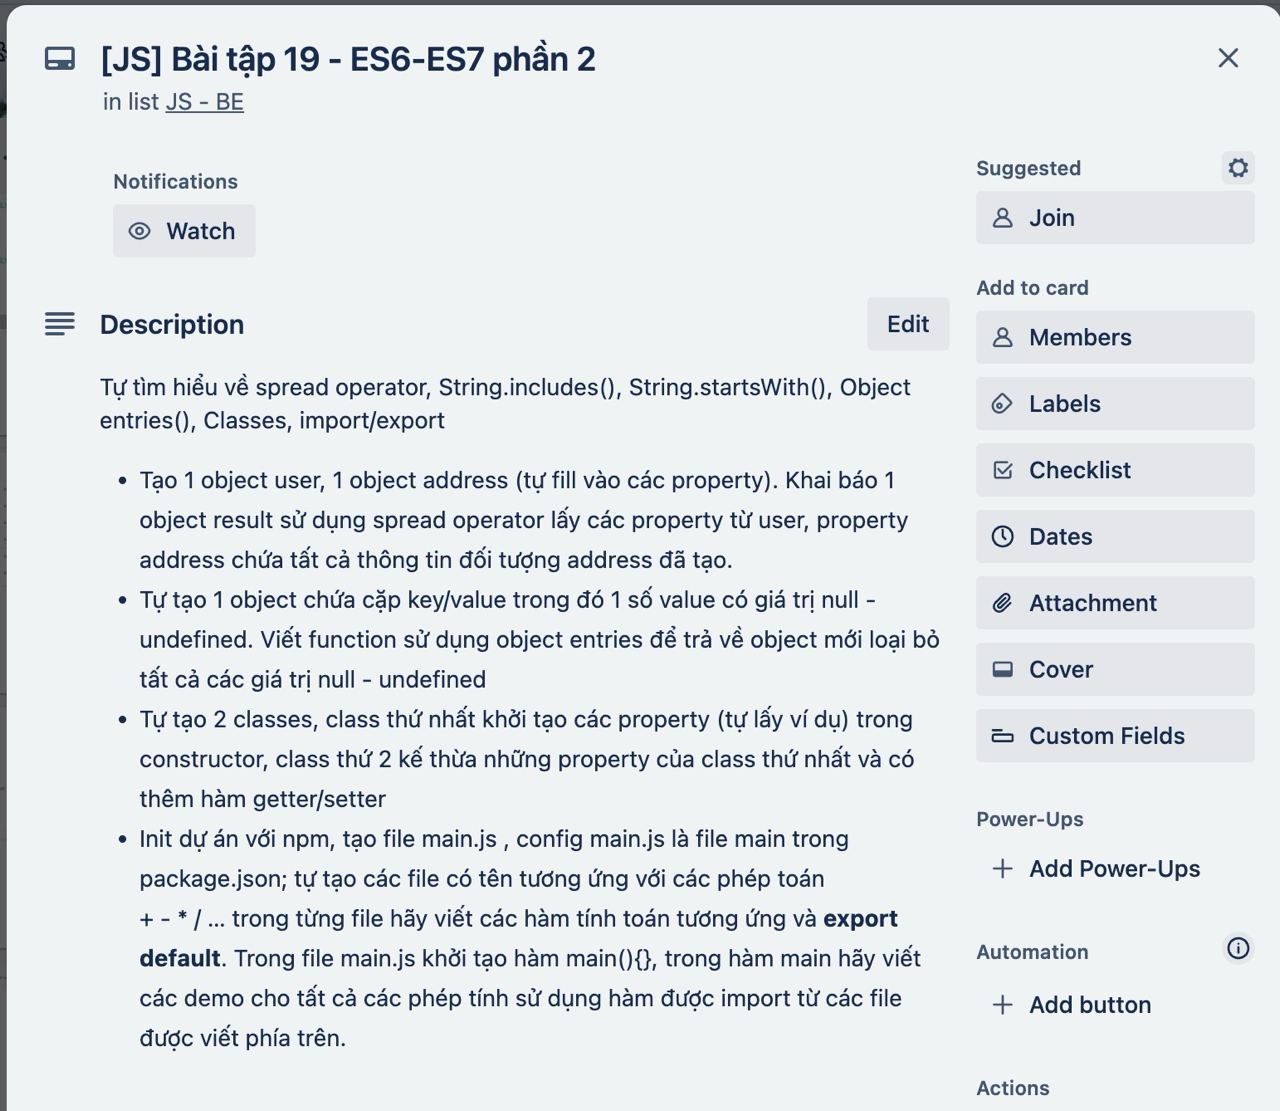 [JS] Bài tập 19 - ES6-ES7 phần 2
in list JS - BE
Notifications
Watch
Description
Edit
Tự tìm hiểu về spread operator, String.includes(), String.startsWith(), Object
entries(), Classes, import/export
• Tạo 1 object user, 1 object address (tự fill vào các property). Khai báo 1
object result sử dụng spread operator lấy các property từ user, property
address chứa tất cả thông tin đối tượng address đã tạo.
• Tự tạo 1 object chứa cặp key/value trong đó 1 số value có giá trị null -
undefined. Viết function sử dụng object entries để trả về object mới loại bỏ
tất cả các giá trị null - undefined
• Tự tạo 2 classes, class thứ nhất khởi tạo các property (tự lấy ví dụ) trong
constructor, class thứ 2 kế thừa những property của class thứ nhất và có
thêm hàm getter/setter
• Init dự án với npm, tạo file main.js , config main.js là file main trong
package.json; tự tạo các file có tên tương ứng với các phép toán
+ - * / ... trong từng file hãy viết các hàm tính toán tương ứng và export
default. Trong file main.js khởi tạo hàm main(){}, trong hàm main hãy viết
các demo cho tất cả các phép tính sử dụng hàm được import từ các file
được viết phía trên.
Suggested
Join
Add to card
Members
Labels
Checklist
Dates
Attachment
Cover
Custom Fields
Power-Ups
Add Power-Ups
Automation
Add button
Actions